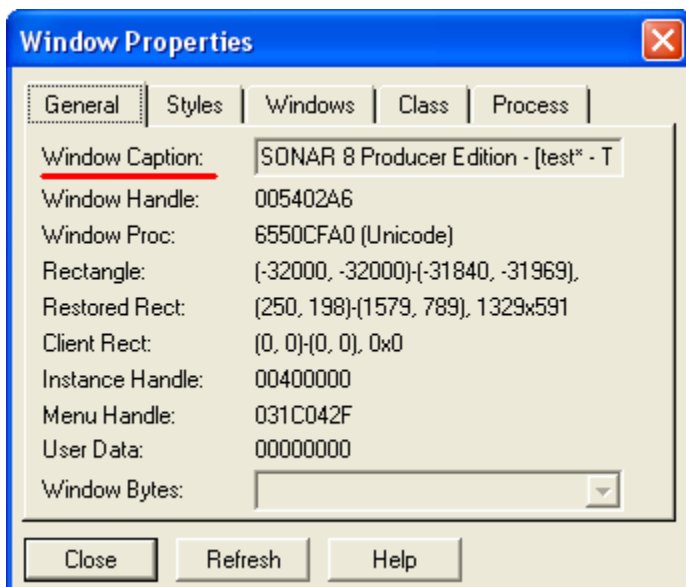 Window Properties
General Styles Windows Class Process
Window Caption: SONAR 8 Producer Edition - [test* - T
Window Handle: 005402A6
Window Proc: 6550CFA0 (Unicode)
Rectangle: (-32000, -32000)-(-31840, -31969),
Restored Rect: (250, 198)-(1579, 789), 1329x591
Client Rect: (0, 0)-(0, 0), 0x0
Instance Handle: 00400000
Menu Handle: 031C042F
User Data: 00000000
Window Bytes:
Close Refresh Help